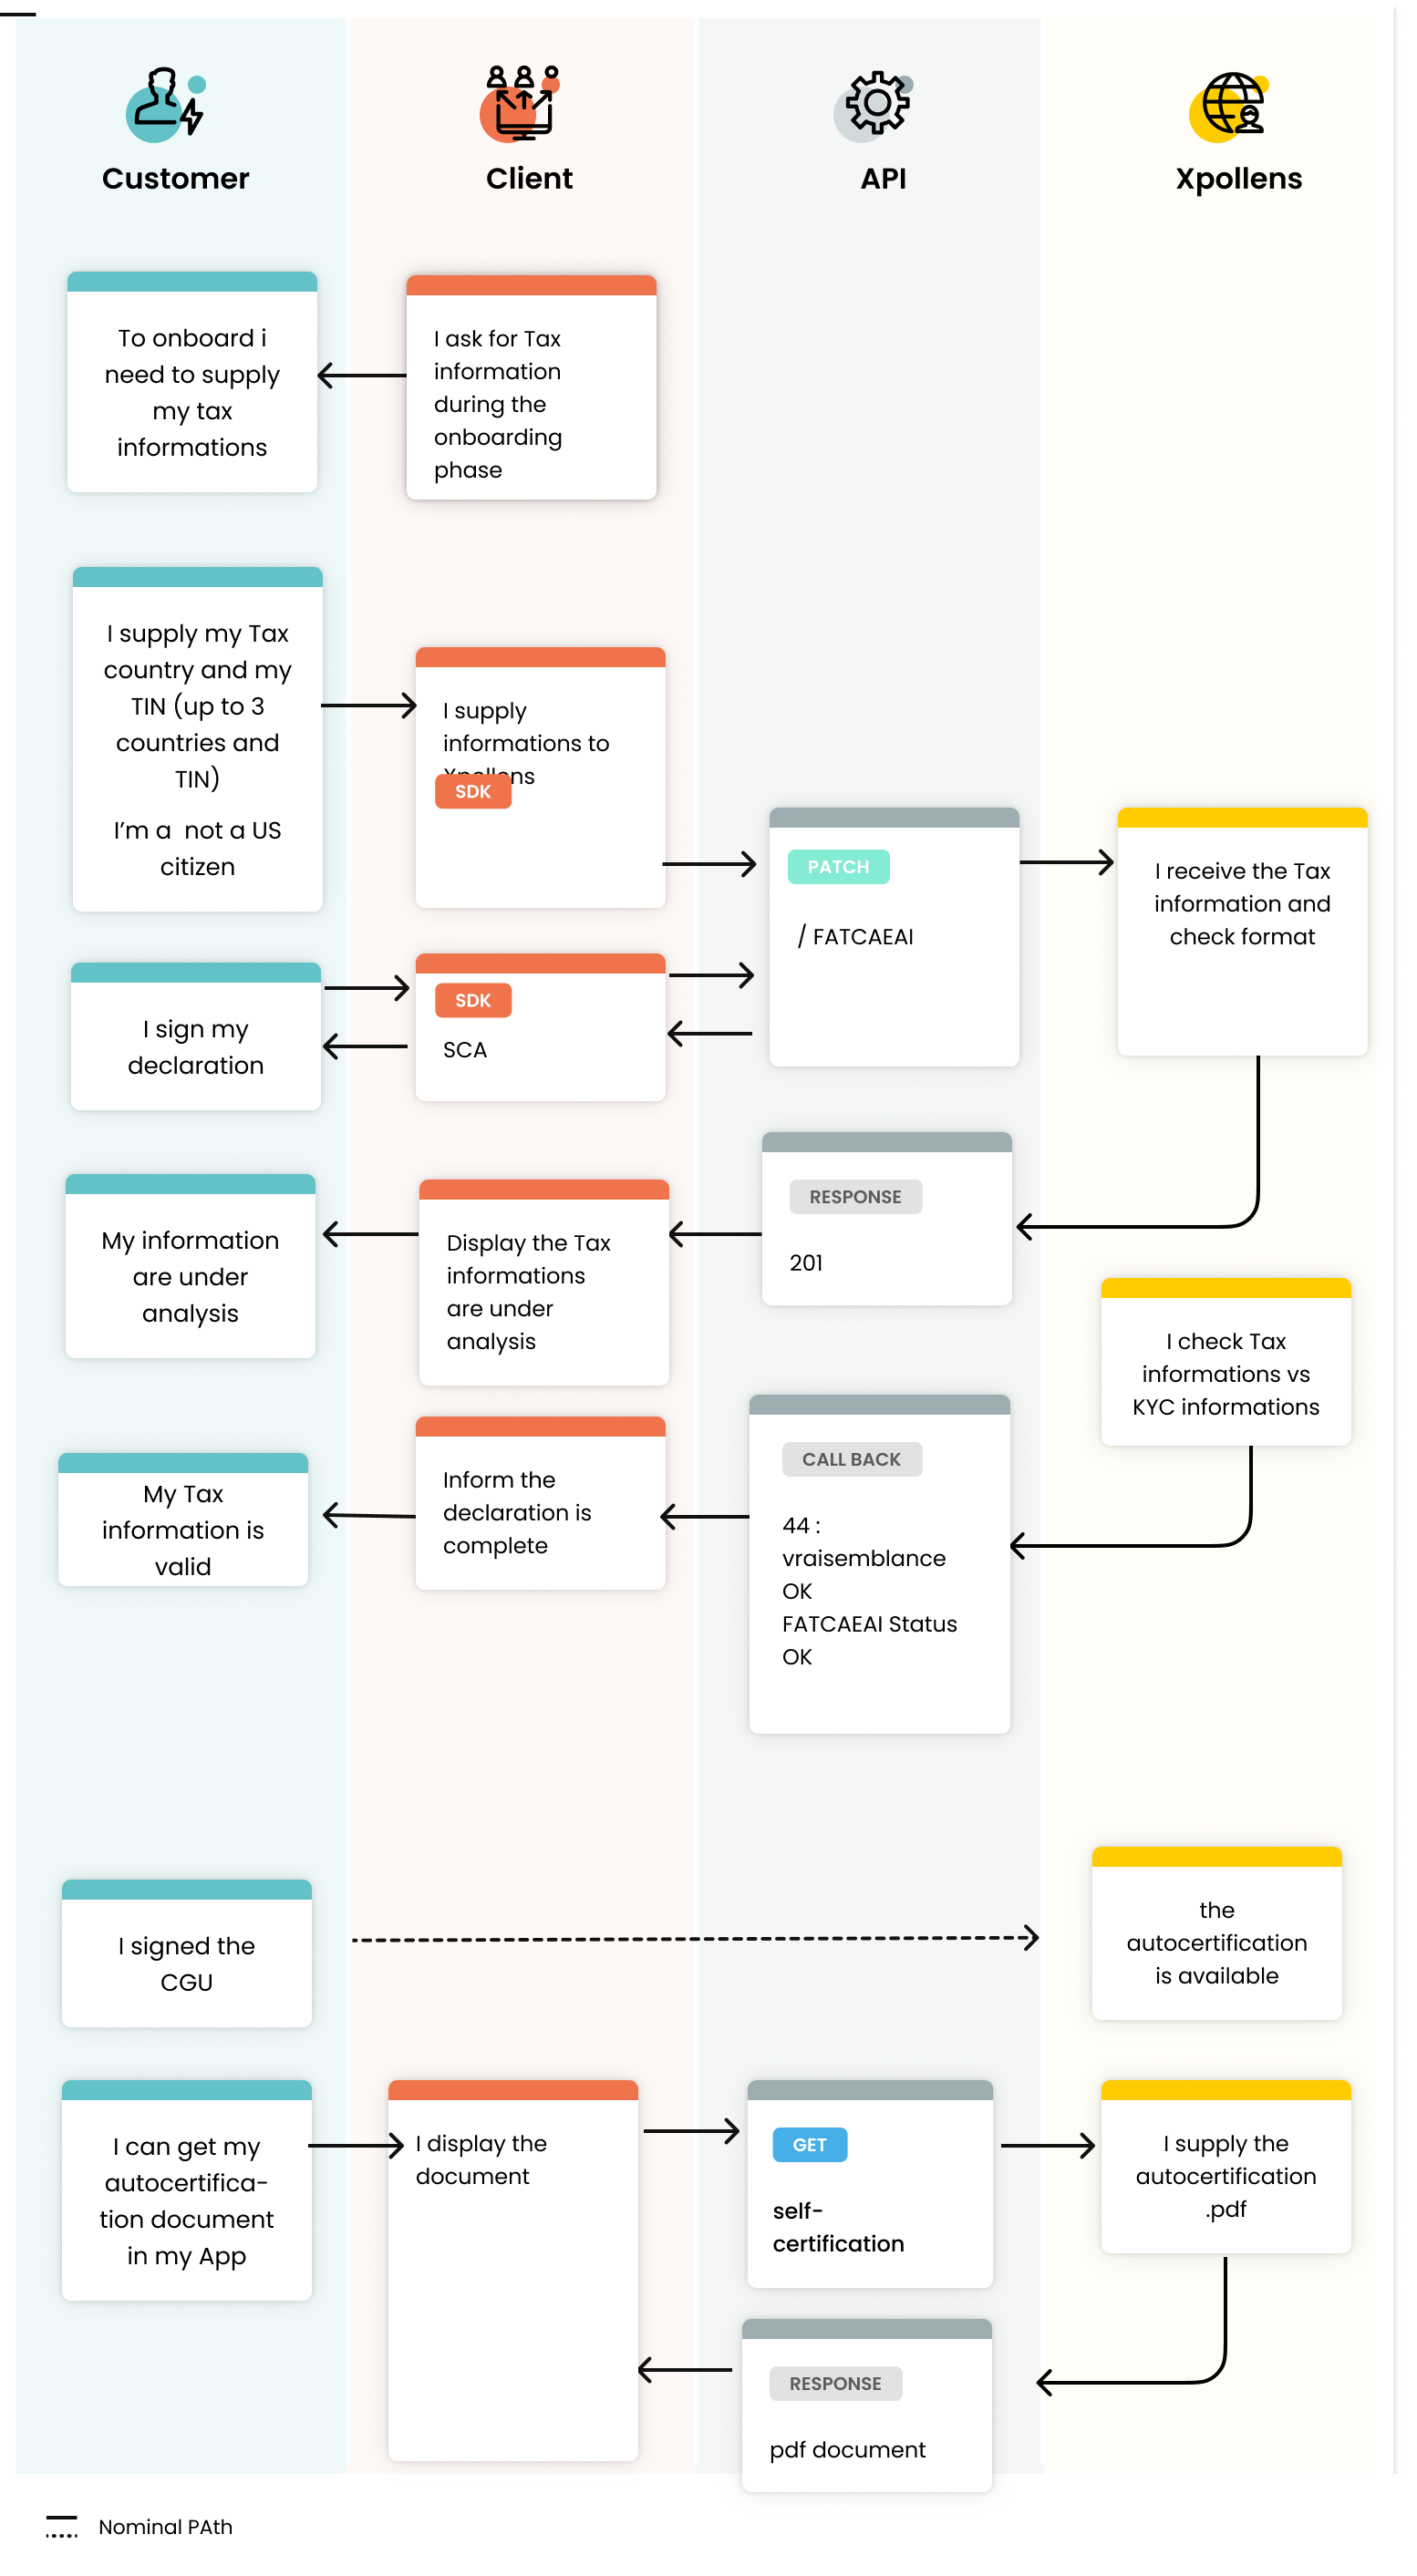 Customer
Client
API
Xpollens
To onboard i
need to supply
my tax
informations
I ask for Tax
information
during the
onboarding
phase
I supply my Tax
country and my
TIN (up to 3
countries and
TIN)
I'm a  not a US
citizen
I supply
informations to
Xpollens
SDK
PATCH
/ FATCAEAI
I receive the Tax
information and
check format
I sign my
declaration
SDK
SCA
My information
are under
analysis
Display the Tax
informations
are under
analysis
RESPONSE
201
I check Tax
informations vs
KYC informations
My Tax
information is
valid
Inform the
declaration is
complete
CALL BACK
44 :
vraisemblance
OK
FATCAEAI Status
OK
I signed the
CGU
the
autocertification
is available
I can get my
autocertifica-
tion document
in my App
I display the
document
GET
self-
certification
I supply the
autocertification
.pdf
RESPONSE
pdf document
Nominal PAth